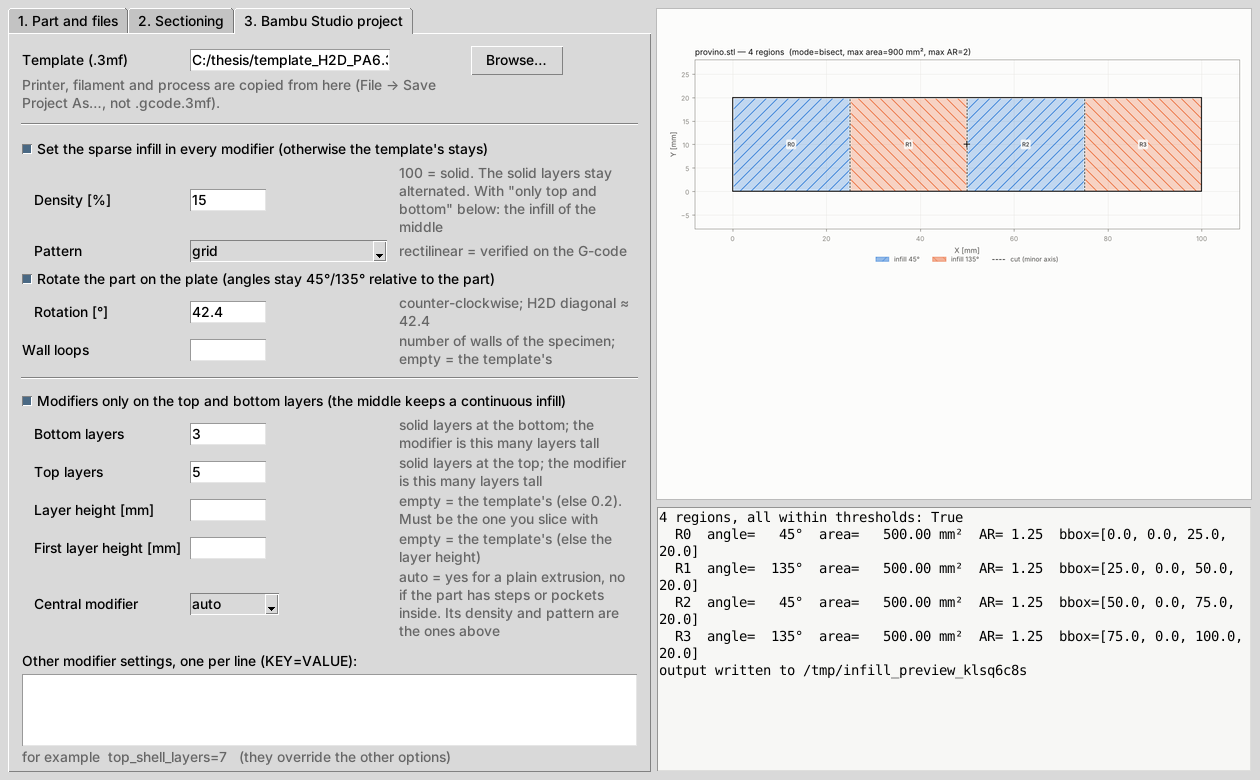 1. Part and files
2. Sectioning
3. Bambu Studio project
Template (.3mf)
C:/thesis/template_H2D_PA6.3
Browse...
Printer, filament and process are copied from here (File → Save
Project As..., not .gcode.3mf).
Set the sparse infill in every modifier (otherwise the template's stays)
Density [%]
15
100 = solid. The solid layers stay
alternated. With "only top and
bottom" below: the infill of the
middle
Pattern
grid
rectilinear = verified on the G-code
Rotate the part on the plate (angles stay 45°/135° relative to the part)
Rotation [°]
42.4
counter-clockwise; H2D diagonal ≈
42.4
Wall loops
number of walls of the specimen;
empty = the template's
Modifiers only on the top and bottom layers (the middle keeps a continuous infill)
Bottom layers
3
solid layers at the bottom; the
modifier is this many layers tall
Top layers
5
solid layers at the top; the modifier
is this many layers tall
Layer height [mm]
empty = the template's (else 0.2).
Must be the one you slice with
First layer height [mm]
empty = the template's (else the
layer height)
Central modifier
auto
auto = yes for a plain extrusion, no
if the part has steps or pockets
inside. Its density and pattern are
the ones above
Other modifier settings, one per line (KEY=VALUE):
for example  top_shell_layers=7   (they override the other options)
provino.stl — 4 regions  (mode=bisect, max area=900 mm², max AR=2)
25
20
15
10
5
0
−5
Y [mm]
R0
R1
R2
R3
0
20
40
60
80
100
X [mm]
infill 45°
infill 135°
cut (minor axis)
4 regions, all within thresholds: True
  R0  angle=   45°  area=   500.00 mm²  AR= 1.25  bbox=[0.0, 0.0, 25.0,
20.0]
  R1  angle=  135°  area=   500.00 mm²  AR= 1.25  bbox=[25.0, 0.0, 50.0,
20.0]
  R2  angle=   45°  area=   500.00 mm²  AR= 1.25  bbox=[50.0, 0.0, 75.0,
20.0]
  R3  angle=  135°  area=   500.00 mm²  AR= 1.25  bbox=[75.0, 0.0, 100.0,
20.0]
output written to /tmp/infill_preview_klsq6c8s